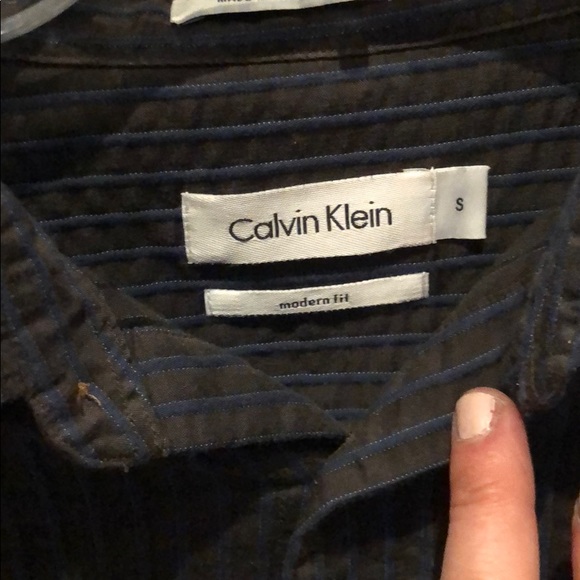 Calvin Klein
S
modern fit